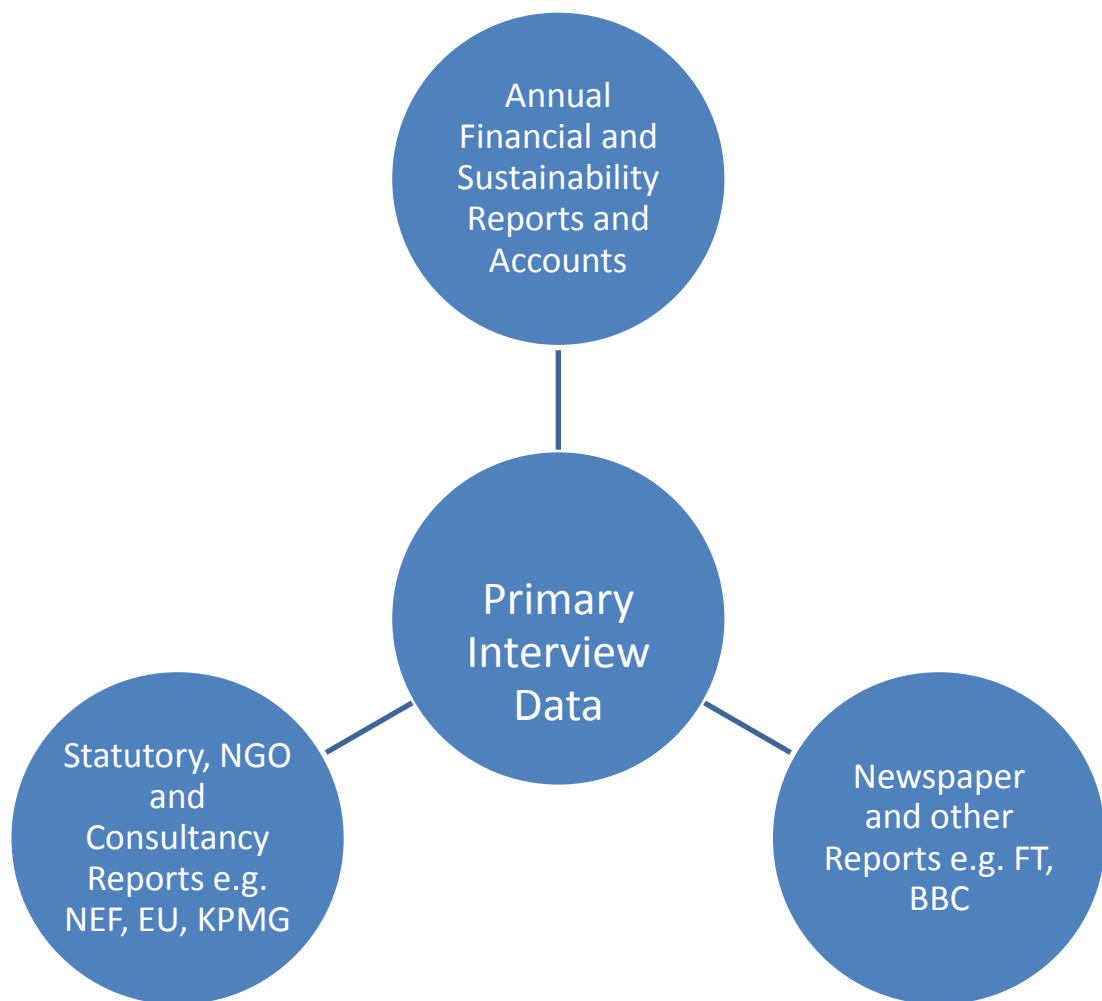 Annual
Financial and
Sustainability
Reports and
Accounts
Primary
Interview
Data
Statutory, NGO
and
Consultancy
Reports e.g.
NEF, EU, KPMG
Newspaper
and other
Reports e.g. FT,
BBC